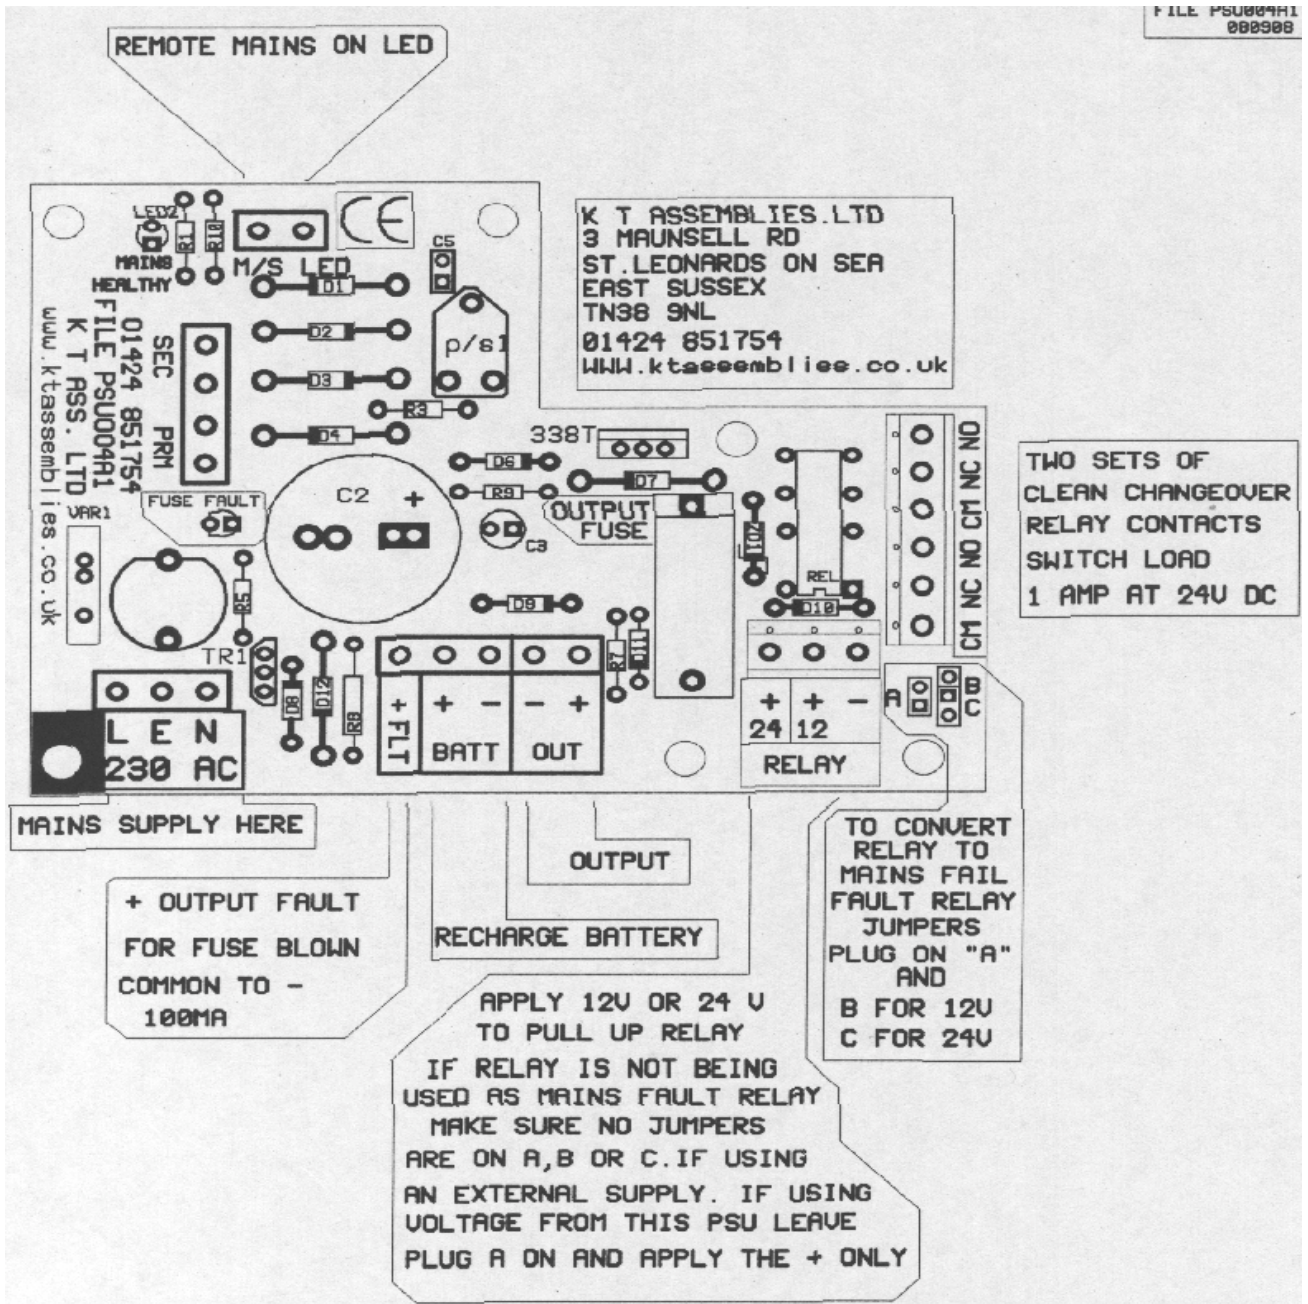 FILE PSU004A1
080908
REMOTE MAINS ON LED
LED2
R1
R10
MAINS
HEALTHY
M/S LED
CE
C5
D1
D2
D3
D4
p/s1
R3
SEC PRM
01424 851754
FILE PSU004A1
K T ASS. LTD
www.ktassemblies.co.uk
K T ASSEMBLIES.LTD
3 MAUNSELL RD
ST.LEONARDS ON SEA
EAST SUSSEX
TN38 9NL
01424 851754
WWW.ktassemblies.co.uk
338T
D6
R9
D7
C2 +
C3
FUSE FAULT
VAR1
OUTPUT
FUSE
REL
D10
CM NC NO CM NC NO
TWO SETS OF
CLEAN CHANGEOVER
RELAY CONTACTS
SWITCH LOAD
1 AMP AT 24V DC
R5
TR1
D8
D12
R8
D9
R7
D11
A
B
C
L E N
230 AC
+ FLT
+ -
BATT
- +
OUT
+ + -
24 12
RELAY
MAINS SUPPLY HERE
+ OUTPUT FAULT
FOR FUSE BLOWN
COMMON TO -
100MA
OUTPUT
RECHARGE BATTERY
TO CONVERT
RELAY TO
MAINS FAIL
FAULT RELAY
JUMPERS
PLUG ON "A"
AND
B FOR 12V
C FOR 24V
APPLY 12V OR 24 V
TO PULL UP RELAY
IF RELAY IS NOT BEING
USED AS MAINS FAULT RELAY
MAKE SURE NO JUMPERS
ARE ON A,B OR C.IF USING
AN EXTERNAL SUPPLY. IF USING
VOLTAGE FROM THIS PSU LEAVE
PLUG A ON AND APPLY THE + ONLY